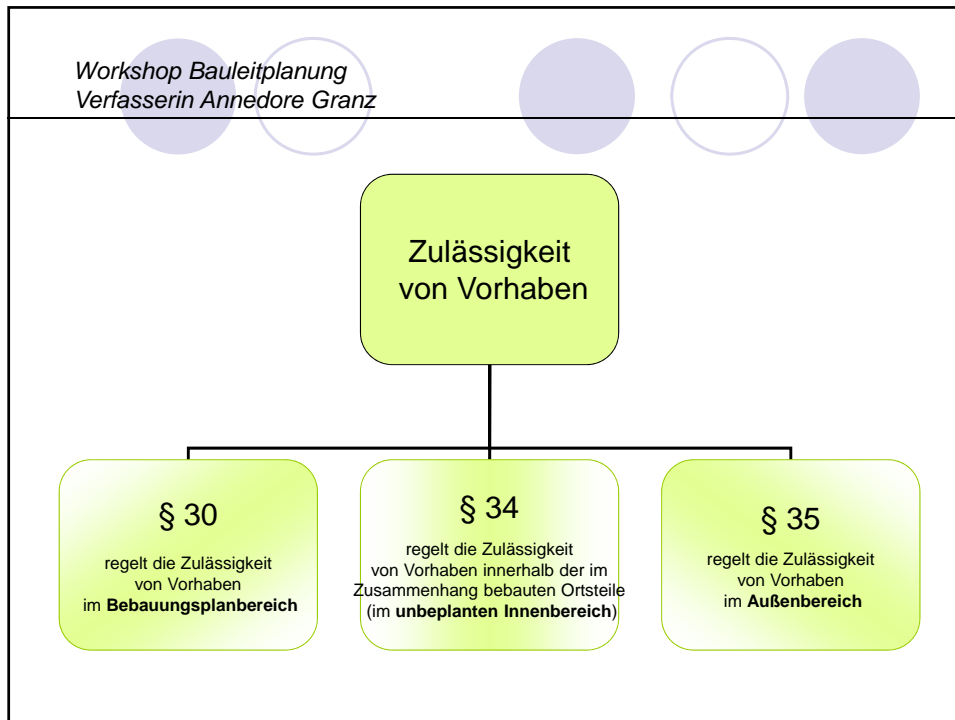 Workshop Bauleitplanung
Verfasserin Annedore Granz
Zulässigkeit
von Vorhaben
§ 30
regelt die Zulässigkeit
von Vorhaben
im Bebauungsplanbereich
§ 34
regelt die Zulässigkeit
von Vorhaben innerhalb der im
Zusammenhang bebauten Ortsteile
(im unbeplanten Innenbereich)
§ 35
regelt die Zulässigkeit
von Vorhaben
im Außenbereich